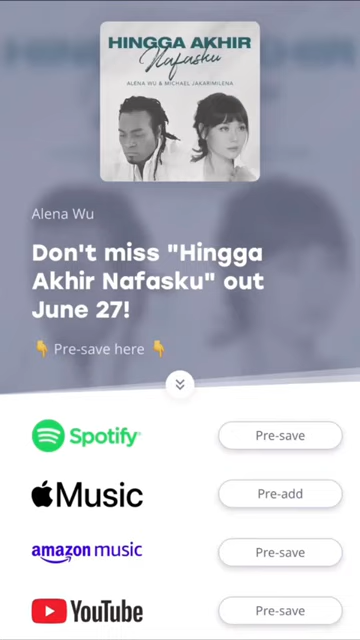 HINGGA AKHIR
Nafasku
ALENA WU & MICHAEL JAKARIMILENA
Alena Wu
Don't miss "Hingga
Akhir Nafasku" out
June 27!
👇 Pre-save here 👇
Spotify Pre-save
Music Pre-add
amazon music Pre-save
YouTube Pre-save